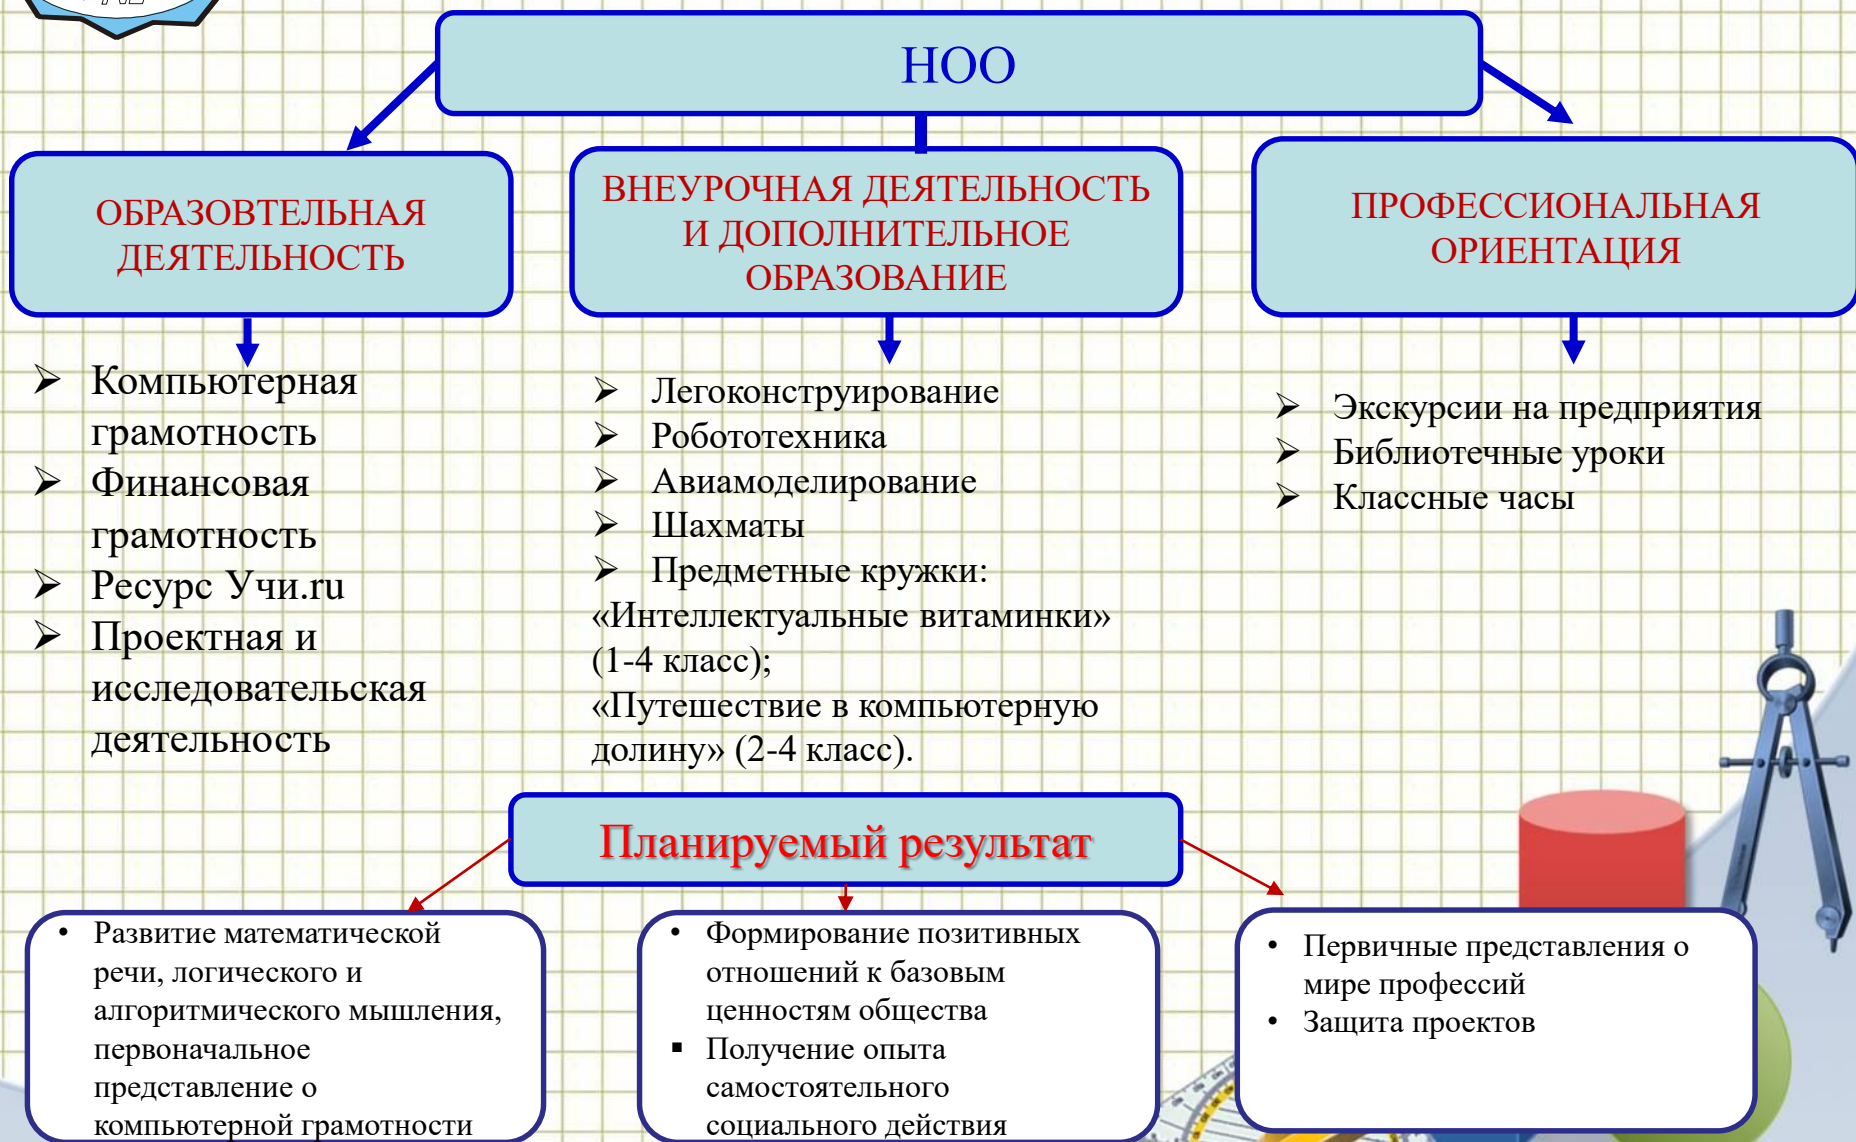 НОО
ОБРАЗОВТЕЛЬНАЯ
ДЕЯТЕЛЬНОСТЬ
ВНЕУРОЧНАЯ ДЕЯТЕЛЬНОСТЬ
И ДОПОЛНИТЕЛЬНОЕ
ОБРАЗОВАНИЕ
ПРОФЕССИОНАЛЬНАЯ
ОРИЕНТАЦИЯ
➢ Компьютерная
грамотность
➢ Финансовая
грамотность
➢ Ресурс Учи.ru
➢ Проектная и
исследовательская
деятельность
➢ Легоконструирование
➢ Робототехника
➢ Авиамоделирование
➢ Шахматы
➢ Предметные кружки:
«Интеллектуальные витаминки»
(1-4 класс);
«Путешествие в компьютерную
долину» (2-4 класс).
➢ Экскурсии на предприятия
➢ Библиотечные уроки
➢ Классные часы
Планируемый результат
• Развитие математической
речи, логического и
алгоритмического мышления,
первоначальное
представление о
компьютерной грамотности
• Формирование позитивных
отношений к базовым
ценностям общества
▪ Получение опыта
самостоятельного
социального действия
• Первичные представления о
мире профессий
• Защита проектов